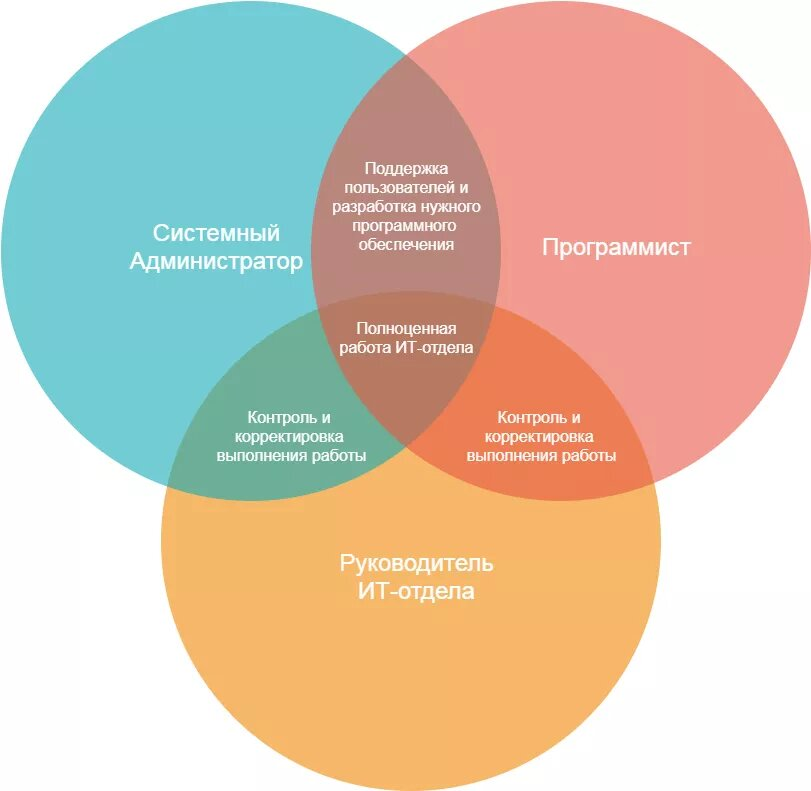 Поддержка
пользователей и
разработка нужного
программного
обеспечения
Системный
Администратор
Программист
Полноценная
работа ИТ-отдела
Контроль и
корректировка
выполнения работы
Контроль и
корректировка
выполнения работы
Руководитель
ИТ-отдела